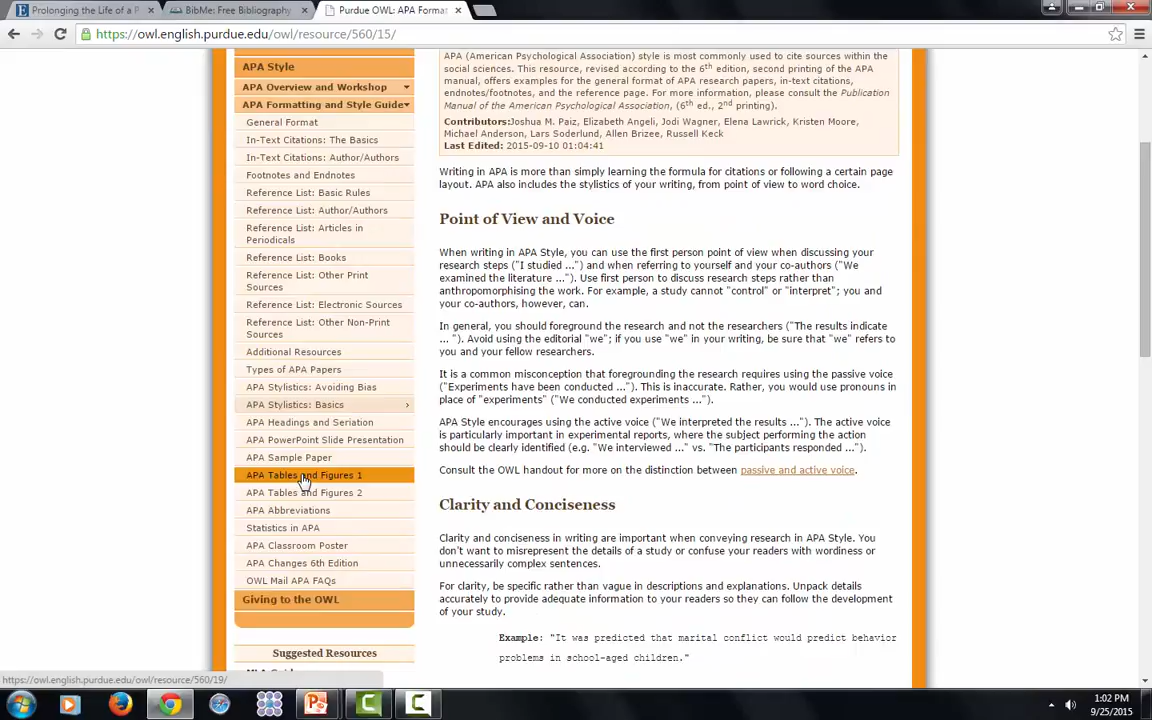 Prolonging the Life of a P
BibMe: Free Bibliography
Purdue OWL: APA Format
https://owl.english.purdue.edu/owl/resource/560/15/
APA Style
APA Overview and Workshop
APA Formatting and Style Guide
General Format
In-Text Citations: The Basics
In-Text Citations: Author/Authors
Footnotes and Endnotes
Reference List: Basic Rules
Reference List: Author/Authors
Reference List: Articles in
Periodicals
Reference List: Books
Reference List: Other Print
Sources
Reference List: Electronic Sources
Reference List: Other Non-Print
Sources
Additional Resources
Types of APA Papers
APA Stylistics: Avoiding Bias
APA Stylistics: Basics
APA Headings and Seriation
APA PowerPoint Slide Presentation
APA Sample Paper
APA Tables and Figures 1
APA Tables and Figures 2
APA Abbreviations
Statistics in APA
APA Classroom Poster
APA Changes 6th Edition
OWL Mail APA FAQs
Giving to the OWL
Suggested Resources
APA (American Psychological Association) style is most commonly used to cite sources within the
social sciences. This resource, revised according to the 6th edition, second printing of the APA
manual, offers examples for the general format of APA research papers, in-text citations,
endnotes/footnotes, and the reference page. For more information, please consult the Publication
Manual of the American Psychological Association, (6th ed., 2nd printing).
Contributors:Joshua M. Paiz, Elizabeth Angeli, Jodi Wagner, Elena Lawrick, Kristen Moore,
Michael Anderson, Lars Soderlund, Allen Brizee, Russell Keck
Last Edited: 2015-09-10 01:04:41
Writing in APA is more than simply learning the formula for citations or following a certain page
layout. APA also includes the stylistics of your writing, from point of view to word choice.
Point of View and Voice
When writing in APA Style, you can use the first person point of view when discussing your
research steps ("I studied ...") and when referring to yourself and your co-authors ("We
examined the literature ..."). Use first person to discuss research steps rather than
anthropomorphising the work. For example, a study cannot "control" or "interpret"; you and
your co-authors, however, can.
In general, you should foreground the research and not the researchers ("The results indicate
... "). Avoid using the editorial "we"; if you use "we" in your writing, be sure that "we" refers to
you and your fellow researchers.
It is a common misconception that foregrounding the research requires using the passive voice
("Experiments have been conducted ..."). This is inaccurate. Rather, you would use pronouns in
place of "experiments" ("We conducted experiments ...").
APA Style encourages using the active voice ("We interpreted the results ..."). The active voice
is particularly important in experimental reports, where the subject performing the action
should be clearly identified (e.g. "We interviewed ..." vs. "The participants responded ...").
Consult the OWL handout for more on the distinction between passive and active voice.
Clarity and Conciseness
Clarity and conciseness in writing are important when conveying research in APA Style. You
don't want to misrepresent the details of a study or confuse your readers with wordiness or
unnecessarily complex sentences.
For clarity, be specific rather than vague in descriptions and explanations. Unpack details
accurately to provide adequate information to your readers so they can follow the development
of your study.
Example: "It was predicted that marital conflict would predict behavior
problems in school-aged children."
https://owl.english.purdue.edu/owl/resource/560/19/
1:02 PM
9/25/2015